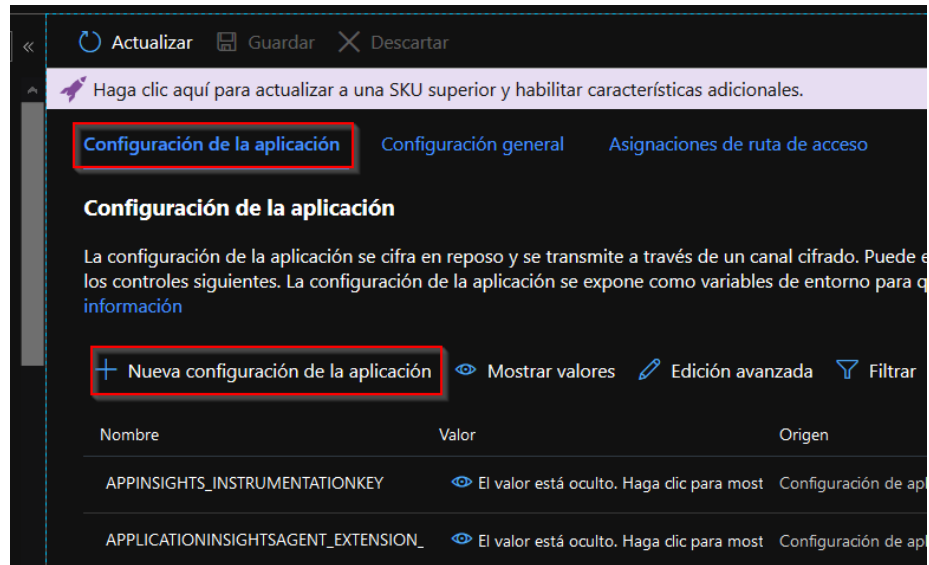 Actualizar Guardar Descartar
Haga clic aquí para actualizar a una SKU superior y habilitar características adicionales.
Configuración de la aplicación Configuración general Asignaciones de ruta de acceso
Configuración de la aplicación
La configuración de la aplicación se cifra en reposo y se transmite a través de un canal cifrado. Puede
los controles siguientes. La configuración de la aplicación se expone como variables de entorno para
información
Nueva configuración de la aplicación Mostrar valores Edición avanzada Filtrar
Nombre Valor Origen
APPINSIGHTS_INSTRUMENTATIONKEY El valor está oculto. Haga clic para most Configuración de apl
APPLICATIONINSIGHTSAGENT_EXTENSION_ El valor está oculto. Haga clic para most Configuración de apl